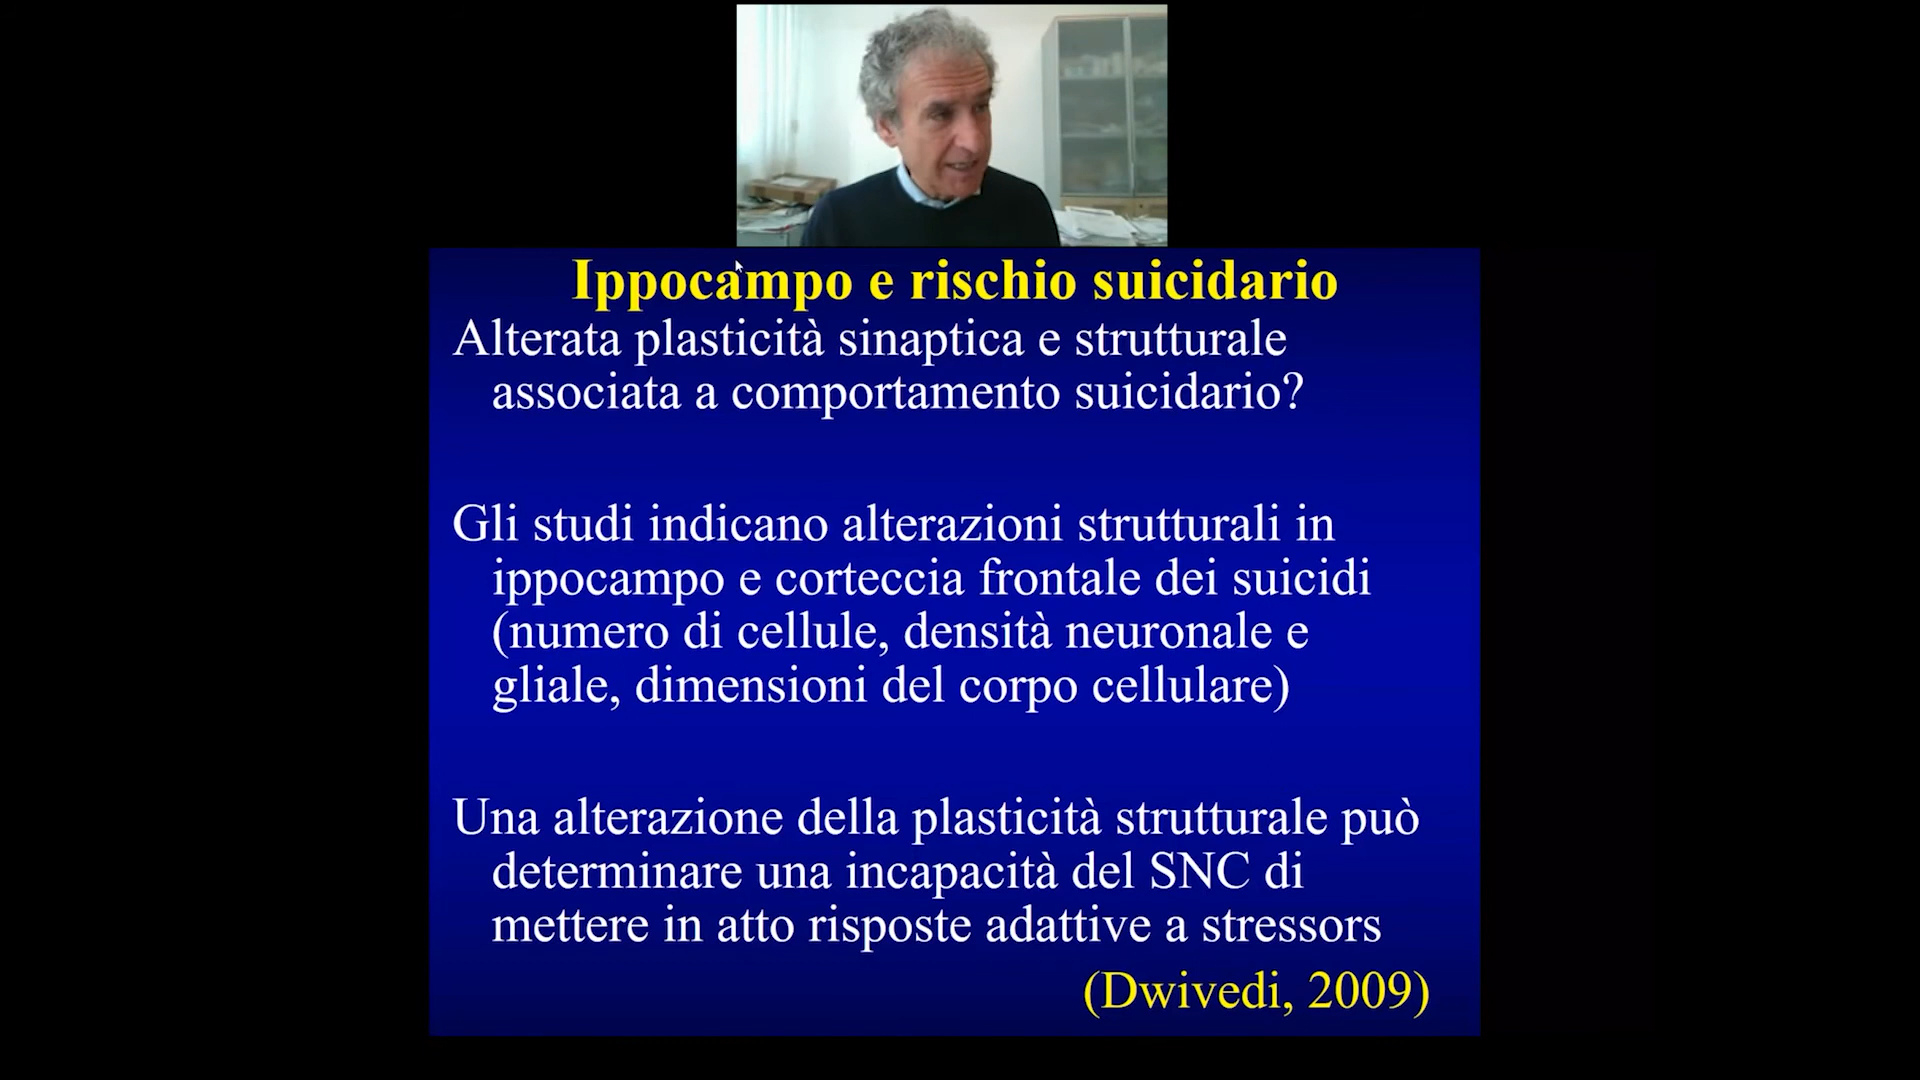 Ippocampo e rischio suicidario
Alterata plasticità sinaptica e strutturale
associata a comportamento suicidario?
Gli studi indicano alterazioni strutturali in
ippocampo e corteccia frontale dei suicidi
(numero di cellule, densità neuronale e
gliale, dimensioni del corpo cellulare)
Una alterazione della plasticità strutturale può
determinare una incapacità del SNC di
mettere in atto risposte adattive a stressors
(Dwivedi, 2009)